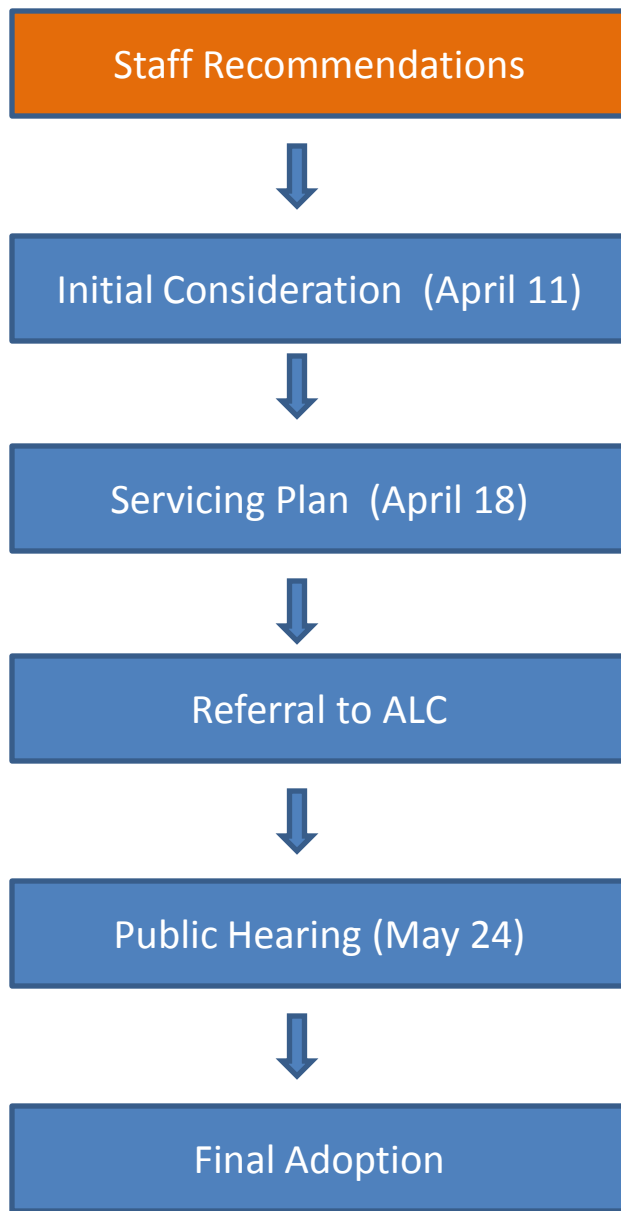 Staff Recommendations
Initial Consideration  (April 11)
Servicing Plan  (April 18)
Referral to ALC
Public Hearing (May 24)
Final Adoption